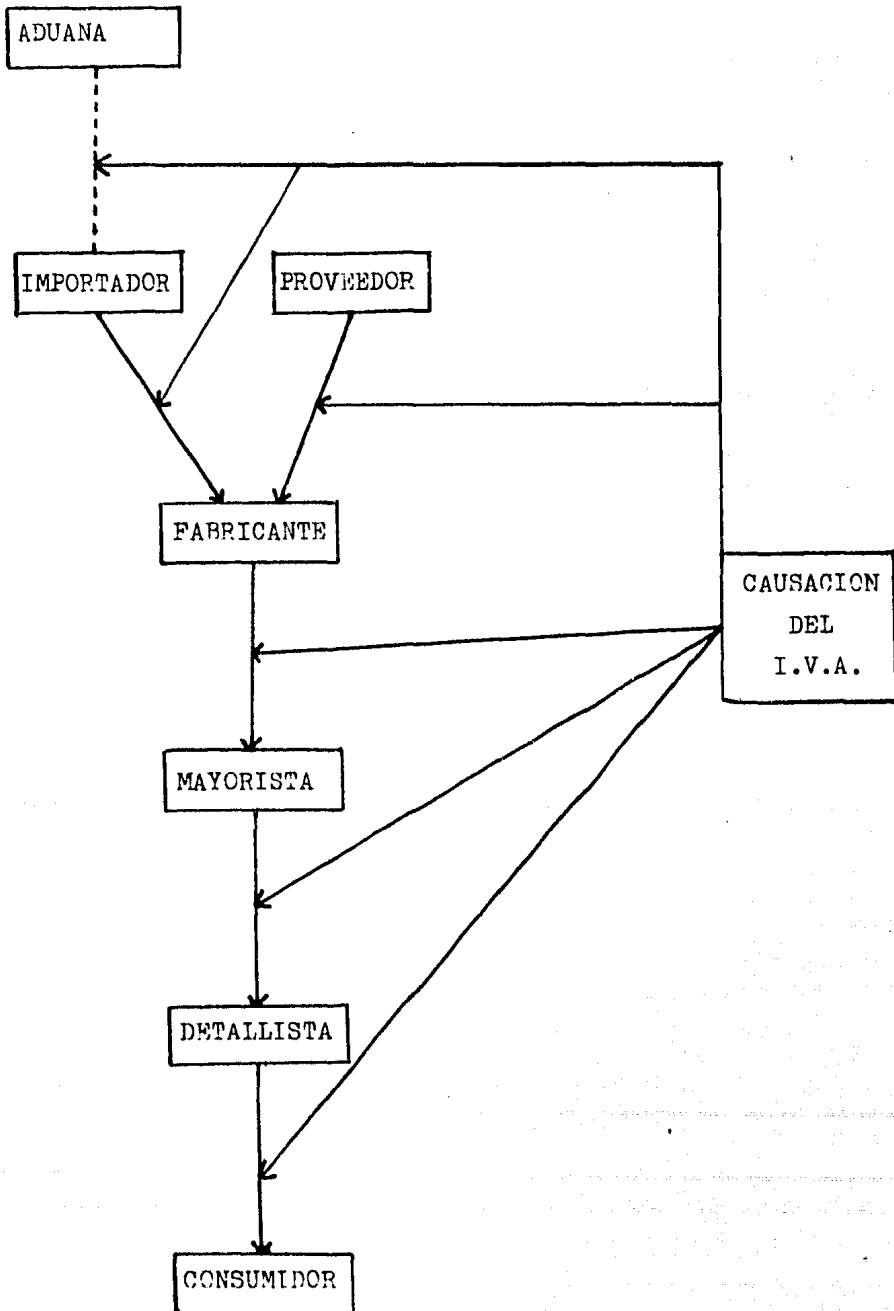 ADUANA
IMPORTADOR
PROVEEDOR
FABRICANTE
CAUSACION
DEL
I.V.A.
MAYORISTA
DETALLISTA
CONSUMIDOR